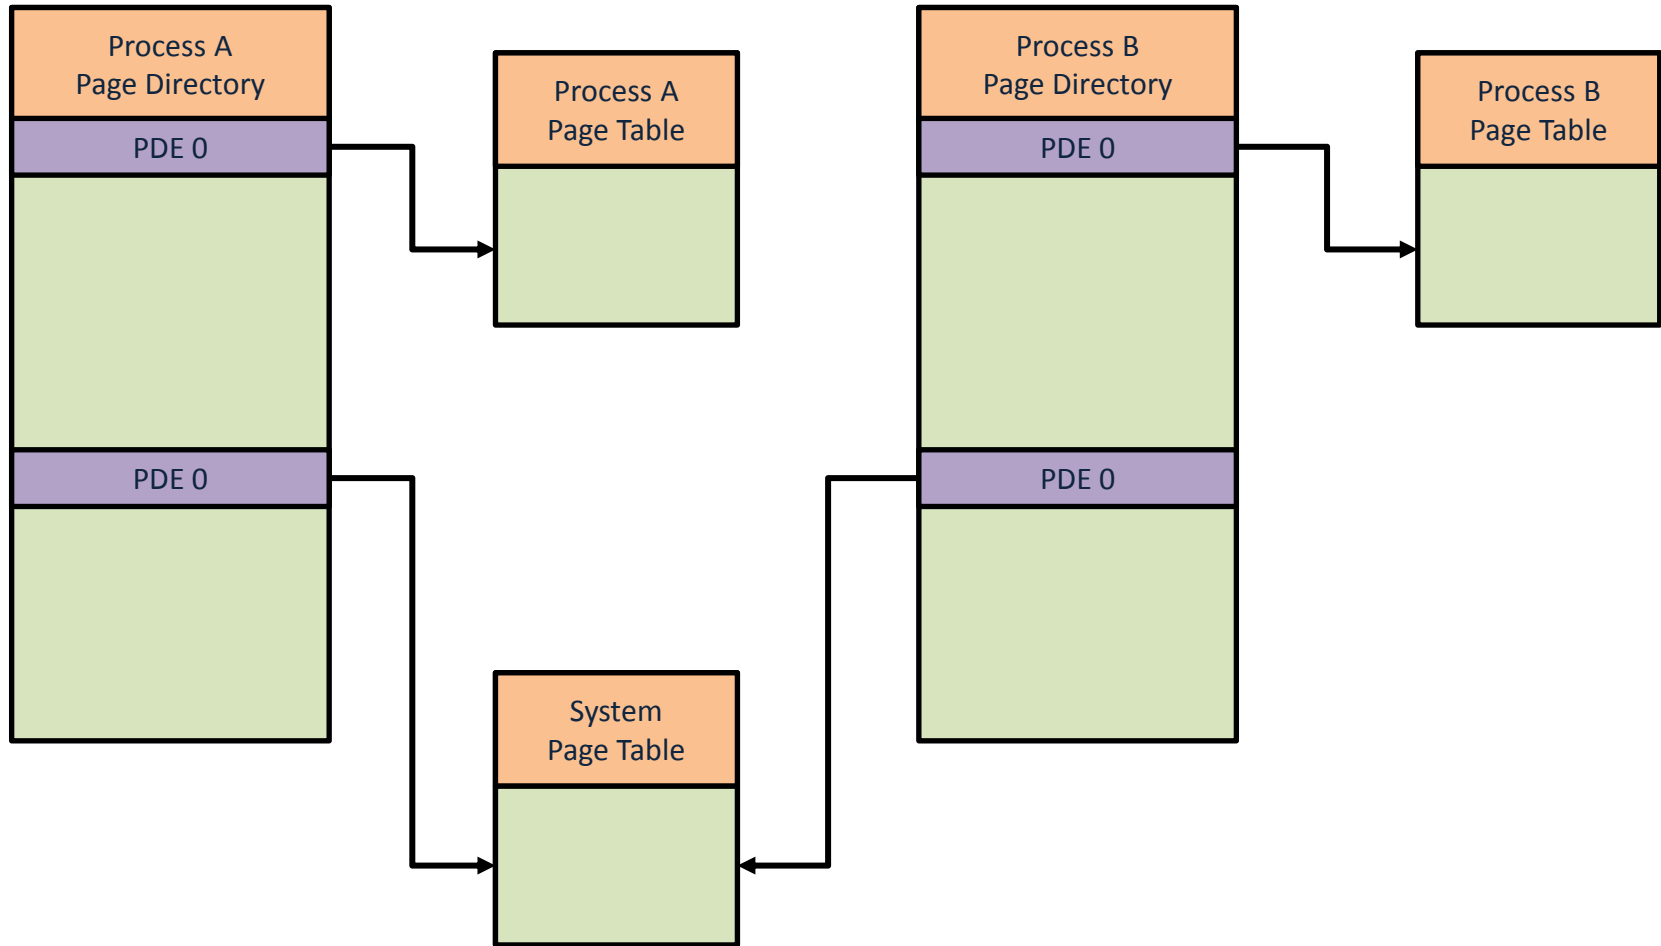 Process A
Page Directory
PDE 0
PDE 0
Process A
Page Table
System
Page Table
Process B
Page Directory
PDE 0
PDE 0
Process B
Page Table